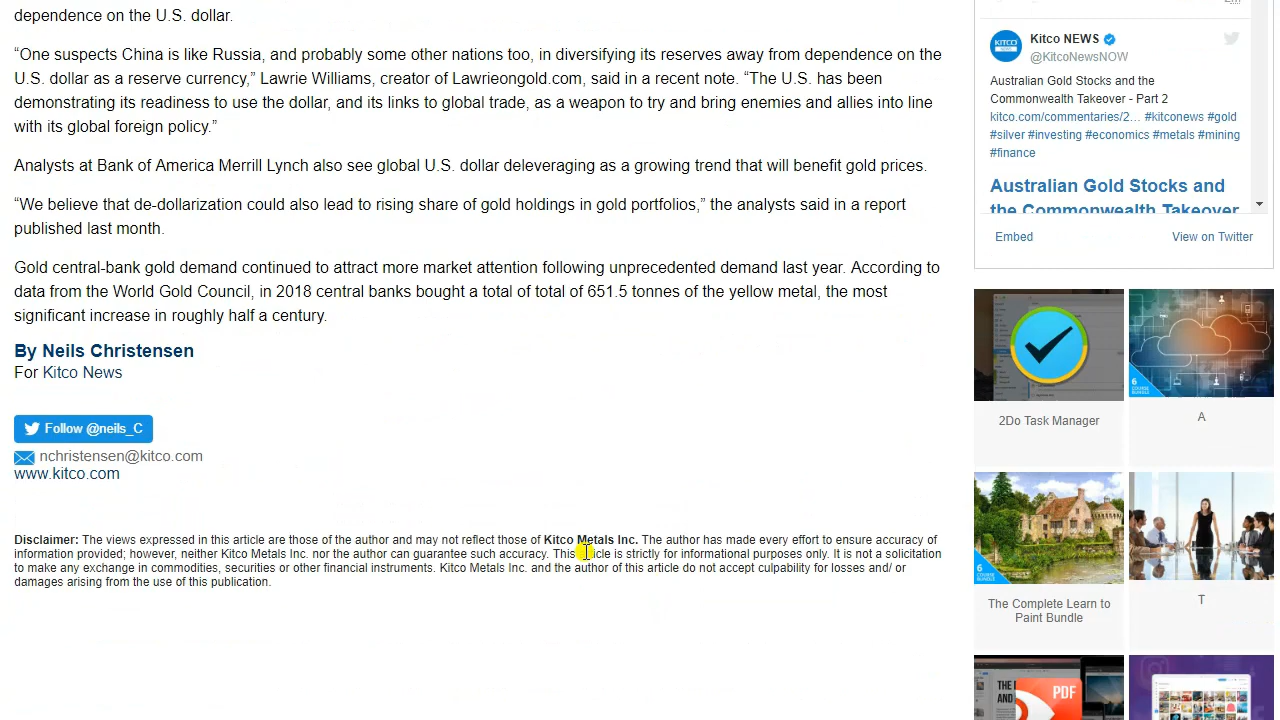 dependence on the U.S. dollar.
“One suspects China is like Russia, and probably some other nations too, in diversifying its reserves away from dependence on the
U.S. dollar as a reserve currency,” Lawrie Williams, creator of Lawrieongold.com, said in a recent note. “The U.S. has been
demonstrating its readiness to use the dollar, and its links to global trade, as a weapon to try and bring enemies and allies into line
with its global foreign policy.”
Analysts at Bank of America Merrill Lynch also see global U.S. dollar deleveraging as a growing trend that will benefit gold prices.
“We believe that de-dollarization could also lead to rising share of gold holdings in gold portfolios,” the analysts said in a report
published last month.
Gold central-bank gold demand continued to attract more market attention following unprecedented demand last year. According to
data from the World Gold Council, in 2018 central banks bought a total of total of 651.5 tonnes of the yellow metal, the most
significant increase in roughly half a century.
By Neils Christensen
For Kitco News
Follow @neils_C
nchristensen@kitco.com
www.kitco.com
Disclaimer: The views expressed in this article are those of the author and may not reflect those of Kitco Metals Inc. The author has made every effort to ensure accuracy of
information provided; however, neither Kitco Metals Inc. nor the author can guarantee such accuracy. This article is strictly for informational purposes only. It is not a solicitation
to make any exchange in commodities, securities or other financial instruments. Kitco Metals Inc. and the author of this article do not accept culpability for losses and/ or
damages arising from the use of this publication.
KITCO
NEWS
Kitco NEWS
@KitcoNewsNOW
Australian Gold Stocks and the
Commonwealth Takeover - Part 2
kitco.com/commentaries/2… #kitconews #gold
#silver #investing #economics #metals #mining
#finance
Australian Gold Stocks and
the Commonwealth Takeover
Embed
View on Twitter
6
COURSE
BUNDLE
2Do Task Manager
A
6
COURSE
BUNDLE
The Complete Learn to
Paint Bundle
T
PDF